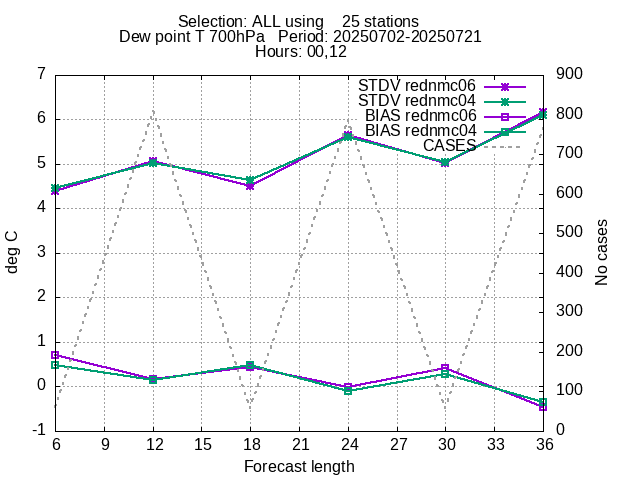 Selection: ALL using    25 stations
Dew point T 700hPa   Period: 20250702-20250721
Hours: 00,12
STDV rednmc06
STDV rednmc04
BIAS rednmc06
BIAS rednmc04
CASES
deg C
7
6
5
4
3
2
1
0
-1
900
800
700
600
500
400
300
200
100
0
No cases
6 9 12 15 18 21 24 27 30 33 36
Forecast length